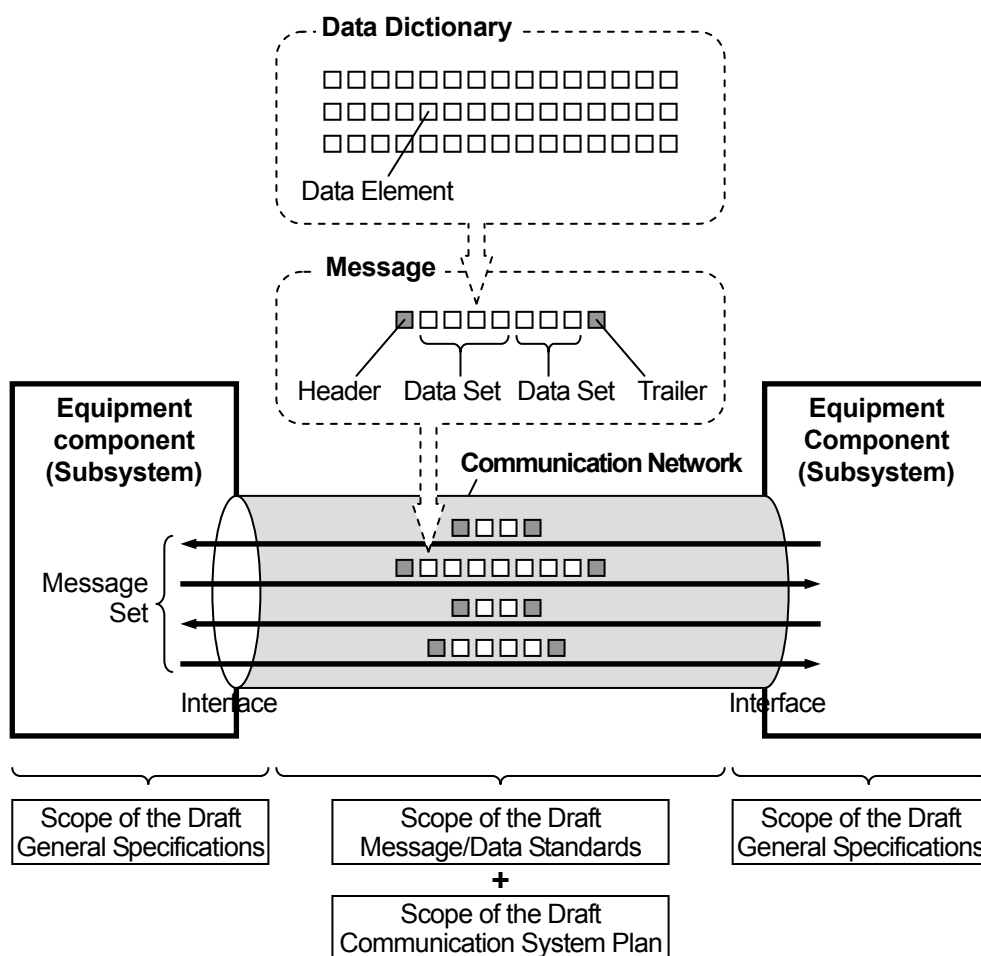 Data Dictionary
Data Element
Message
Header
Data Set
Data Set
Trailer
Equipment
component
(Subsystem)
Equipment
Component
(Subsystem)
Communication Network
Message
Set
Interface
Interface
Scope of the Draft
General Specifications
Scope of the Draft
Message/Data Standards
+
Scope of the Draft
Communication System Plan
Scope of the Draft
General Specifications